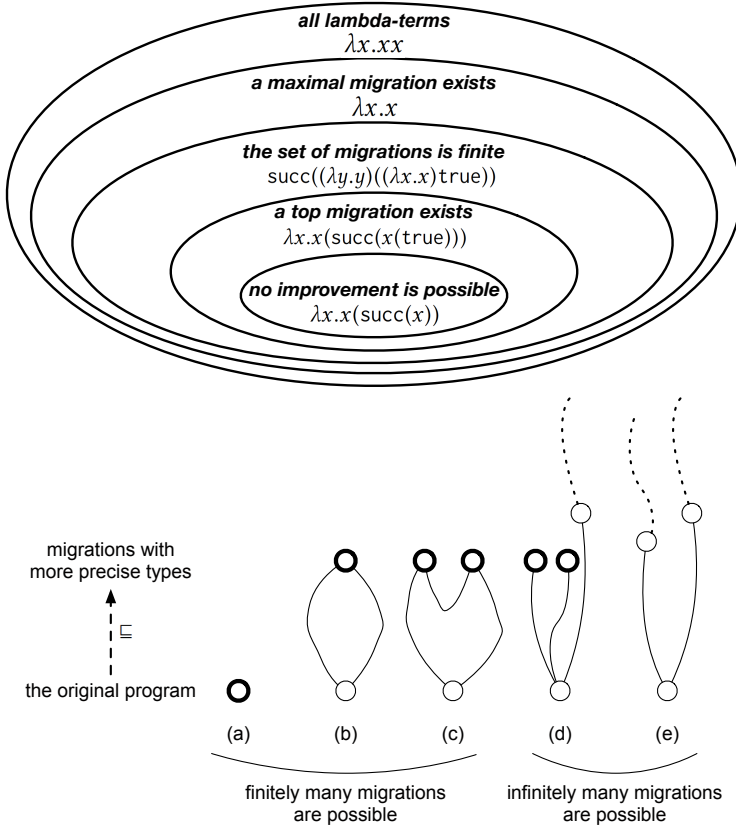 all lambda-terms
λx.xx
a maximal migration exists
λx.x
the set of migrations is finite
succ((λy.y)((λx.x)true))
a top migration exists
λx.x(succ(x(true)))
no improvement is possible
λx.x(succ(x))
migrations with
more precise types
⊑
the original program
(a) (b) (c) (d) (e)
finitely many migrations
are possible
infinitely many migrations
are possible